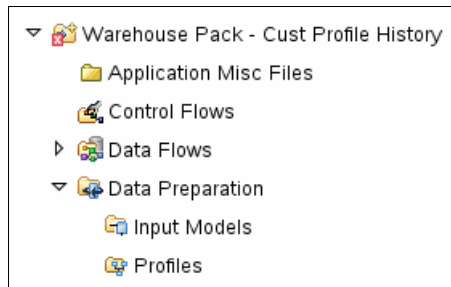 Warehouse Pack - Cust Profile History
Application Misc Files
Control Flows
Data Flows
Data Preparation
Input Models
Profiles